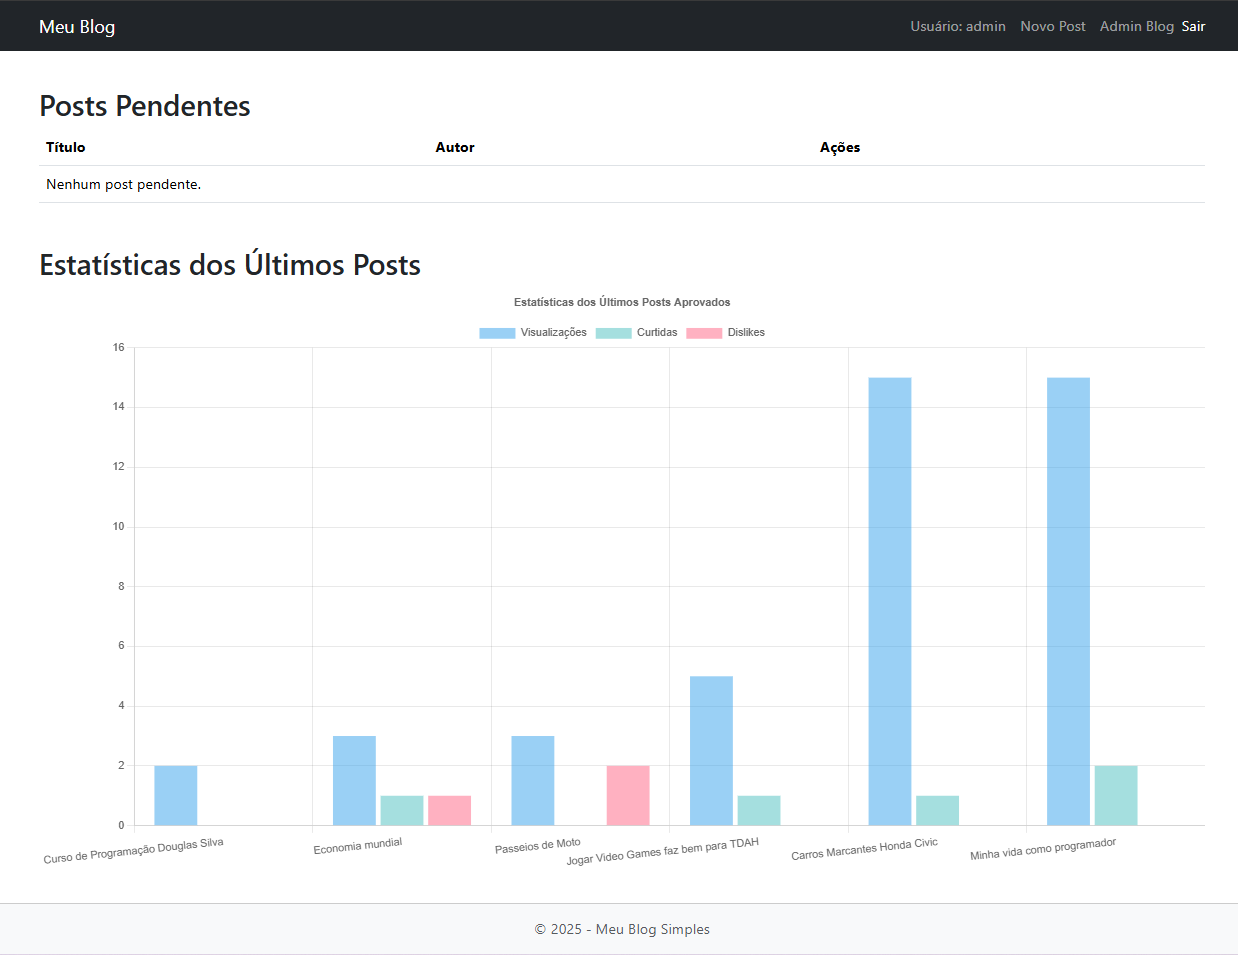 Meu Blog
Usuário: admin Novo Post Admin Blog Sair
Posts Pendentes
Título Autor Ações
Nenhum post pendente.
Estatísticas dos Últimos Posts
Estatísticas dos Últimos Posts Aprovados
Visualizações Curtidas Dislikes
16
14
12
10
8
6
4
2
0
Curso de Programação Douglas Silva
Economia mundial
Passeios de Moto
Jogar Video Games faz bem para TDAH
Carros Marcantes Honda Civic
Minha vida como programador
© 2025 - Meu Blog Simples